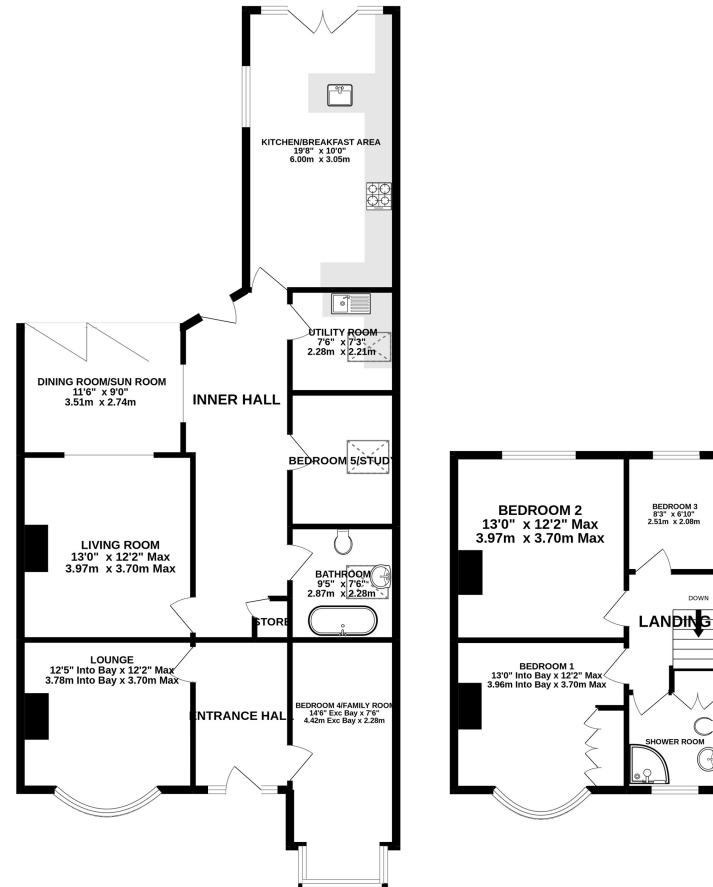 KITCHEN/BREAKFAST AREA
19'8" x 10'0"
6.00m x 3.05m
UTILITY ROOM
7'6" x 7'3"
2.28m x 2.21m
DINING ROOM/SUN ROOM
11'6" x 9'0"
3.51m x 2.74m
INNER HALL
BEDROOM 5/STUDY
LIVING ROOM
13'0" x 12'2" Max
3.97m x 3.70m Max
BATHROOM
9'5" x 7'6"
2.87m x 2.28m
STORE
LOUNGE
12'5" Into Bay x 12'2" Max
3.78m Into Bay x 3.70m Max
ENTRANCE HALL
BEDROOM 4/FAMILY ROOM
14'6" Exc Bay x 7'6"
4.42m Exc Bay x 2.28m
BEDROOM 2
13'0" x 12'2" Max
3.97m x 3.70m Max
BEDROOM 3
8'3" x 6'10"
2.51m x 2.08m
DOWN
LANDING
BEDROOM 1
13'0" Into Bay x 12'2" Max
3.96m Into Bay x 3.70m Max
SHOWER ROOM